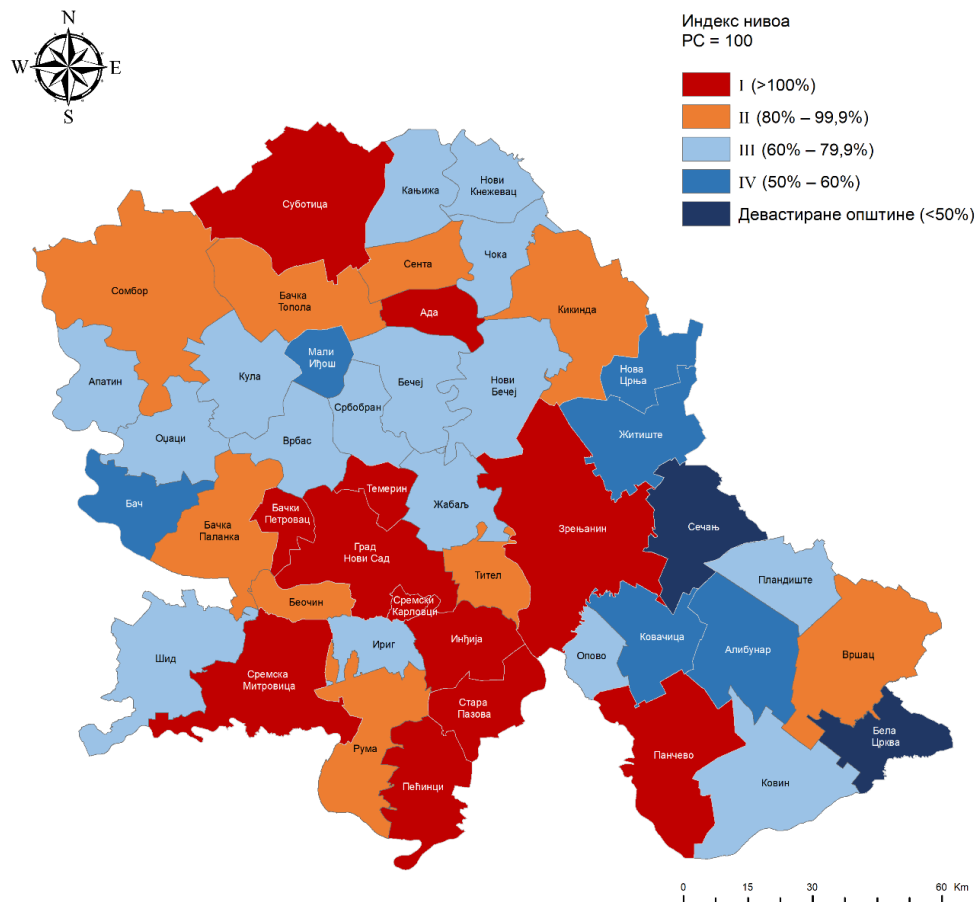 N
W
E
S
Индекс нивоа
РС = 100
I (>100%)
II (80% – 99,9%)
III (60% – 79,9%)
IV (50% – 60%)
Девастиране општине (<50%)
Суботица
Кањижа
Нови
Кнежевац
Чока
Сента
Сомбор
Бачка
Топола
Ада
Кикинда
Мали
Иђош
Нова
Црња
Апатин
Кула
Бечеј
Нови
Бечеј
Србобран
Оџаци
Врбас
Житиште
Темерин
Бач
Бачки
Петровац
Жабаљ
Бачка
Паланка
Зрењанин
Сечањ
Град
Нови Сад
Тител
Пландиште
Беочин
Сремски
Карловци
Ириг
Инђија
Шид
Опово
Ковачица
Алибунар
Вршац
Сремска
Митровица
Стара
Пазова
Бела
Црква
Рума
Панчево
Пећинци
Ковин
0 15 30 60 Km